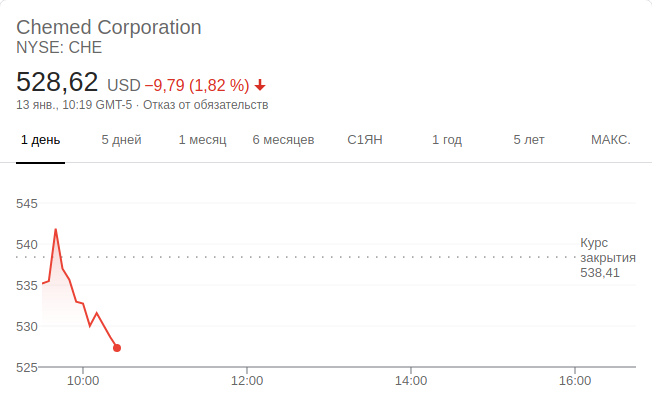 Chemed Corporation
NYSE: CHE
528,62 USD −9,79 (1,82 %)
13 янв., 10:19 GMT-5 · Отказ от обязательств
1 день 5 дней 1 месяц 6 месяцев С1ЯН 1 год 5 лет МАКС.
545
540
535
530
525
Курс
закрытия
538,41
10:00 12:00 14:00 16:00